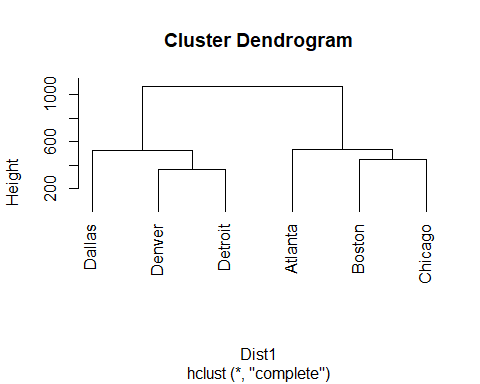 Cluster Dendrogram
Height
1000
600
200
Dallas
Denver
Detroit
Atlanta
Boston
Chicago
Dist1
hclust (*, "complete")